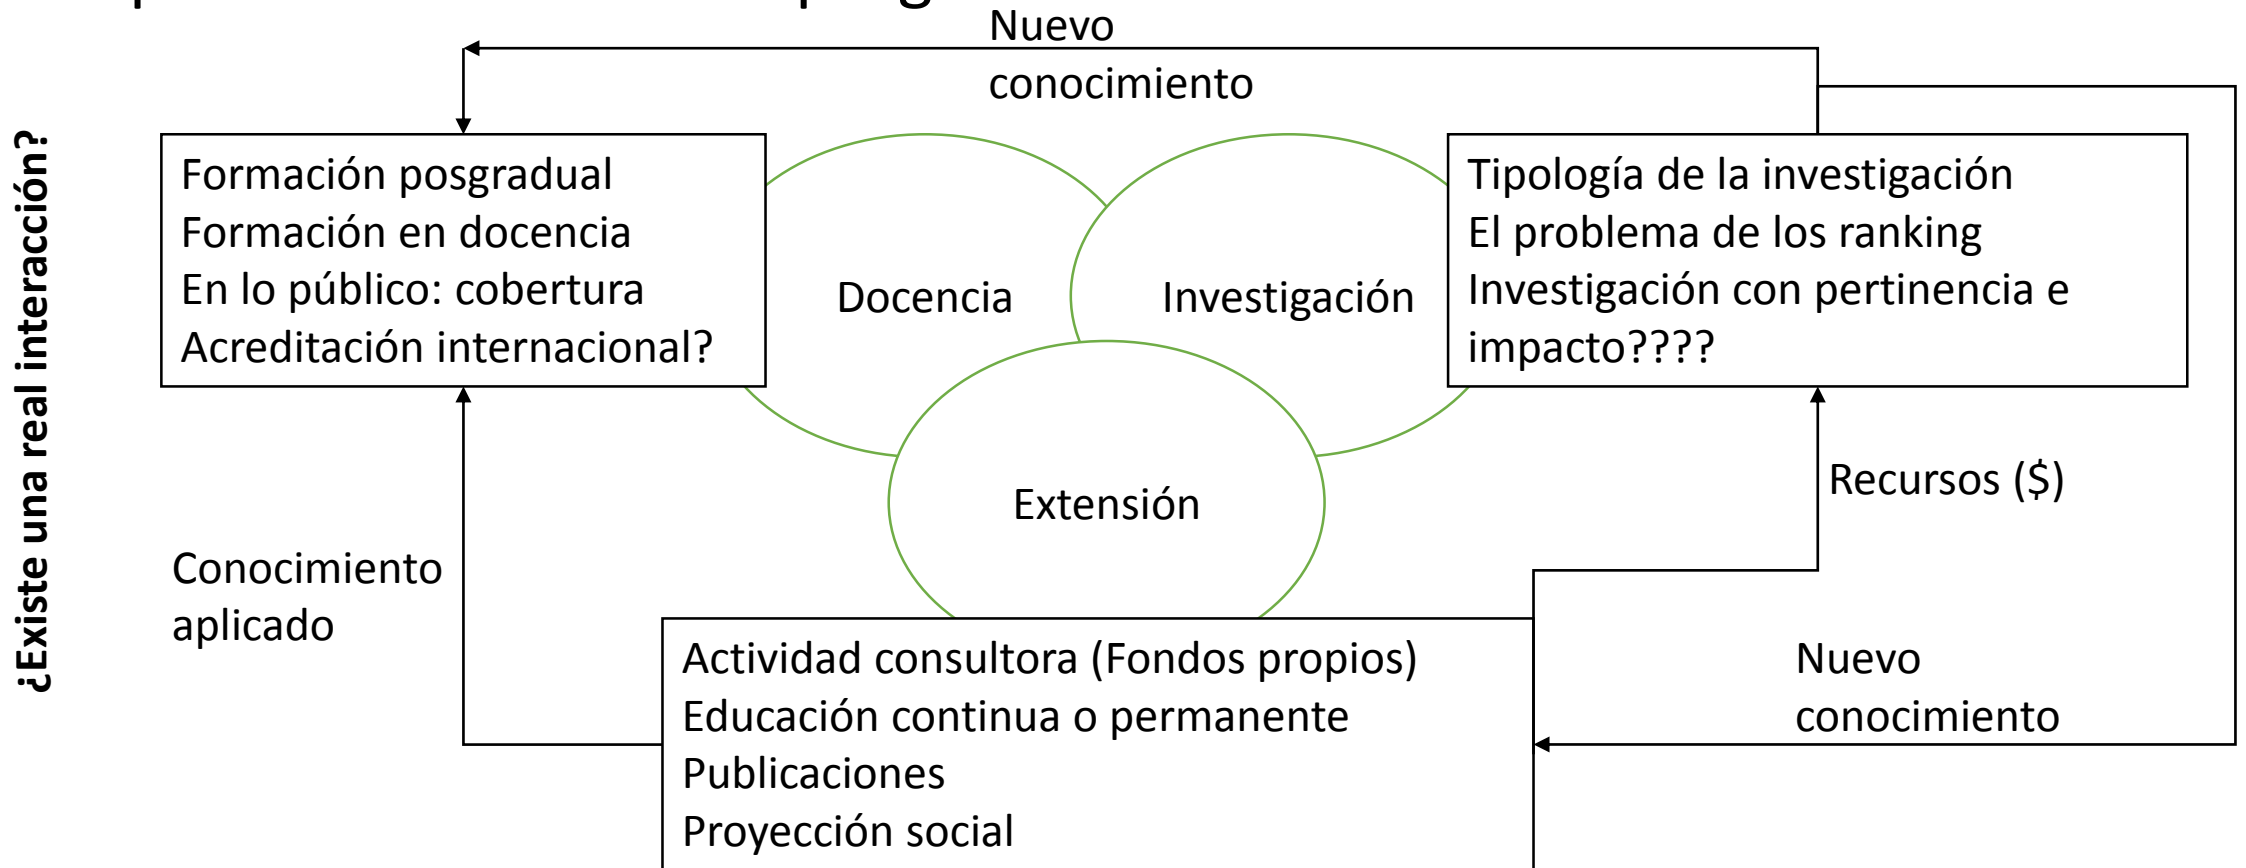 Nuevo
conocimiento
¿Existe una real interacción?
Formación posgradual
Formación en docencia
En lo público: cobertura
Acreditación internacional?
Docencia
Investigación
Tipología de la investigación
El problema de los ranking
Investigación con pertinencia e
impacto????
Extensión
Recursos ($)
Conocimiento
aplicado
Actividad consultora (Fondos propios)
Educación continua o permanente
Publicaciones
Proyección social
Nuevo
conocimiento